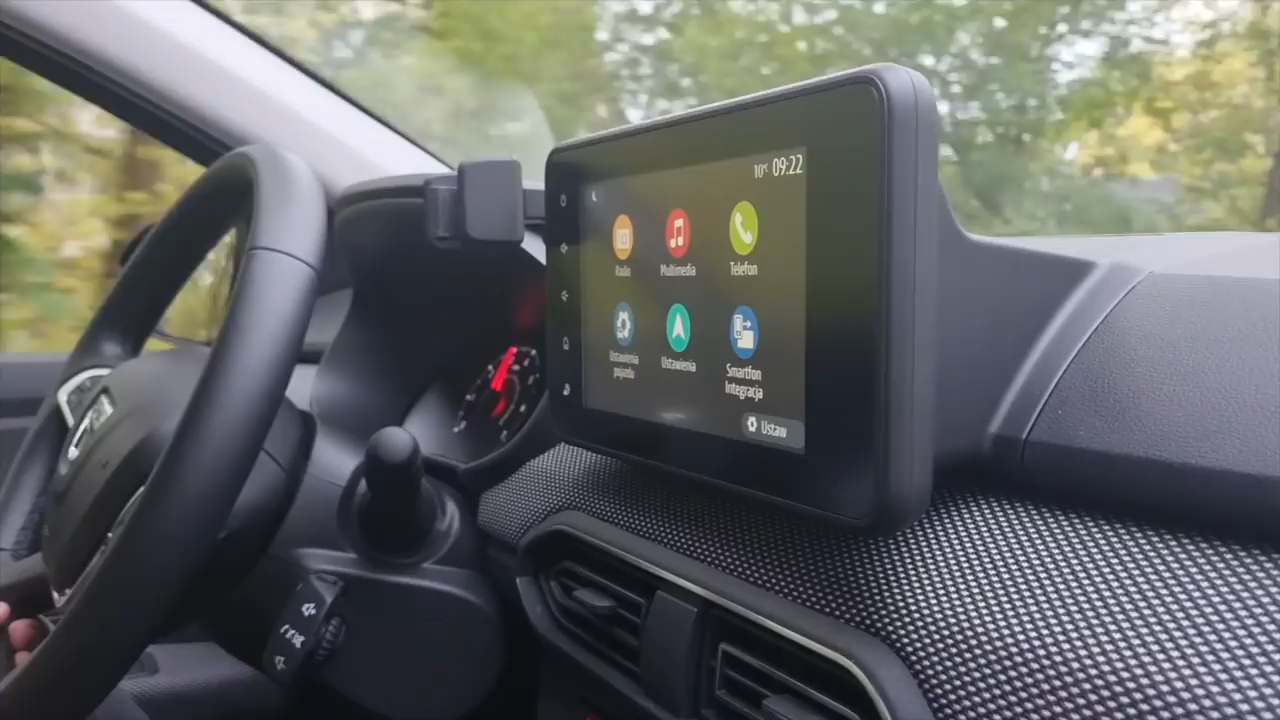 10°C 09:22
Radio
Multimedia
Telefon
Ustawienia
pojazdu
Ustawienia
Smartfon
Integracja
Ustaw